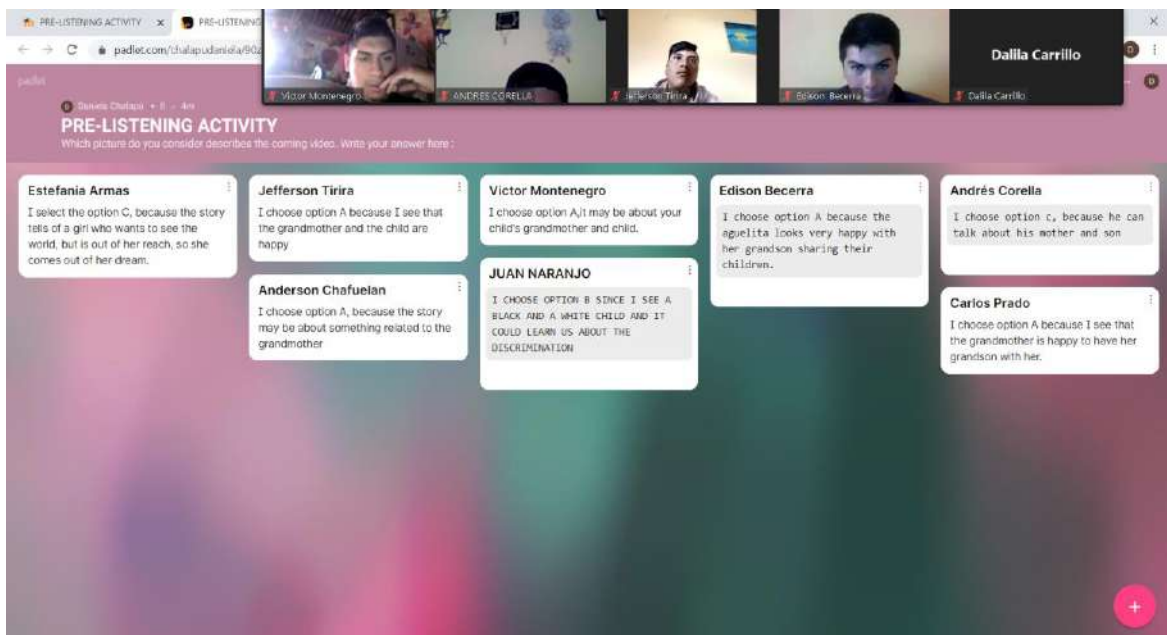 PRE-LISTENING ACTIVITY
PRE-LISTENING
padlet.com/chalapudaniela/90
Victor Montenegro
ANDRES CORELLA
Jefferson Tirira
Edison Becerra
Dalila Carrillo
Dalila Carrillo
padlet
Daniela Chalapú + 8 • 4m
PRE-LISTENING ACTIVITY
Which picture do you consider describes the coming video. Write your answer here :
Estefania Armas
I select the option C, because the story
tells of a girl who wants to see the
world, but is out of her reach, so she
comes out of her dream.
Jefferson Tirira
I choose option A because I see that
the grandmother and the child are
happy
Anderson Chafuelan
I choose option A, because the story
may be about something related to the
grandmother
Victor Montenegro
I choose option A,it may be about your
child's grandmother and child.
JUAN NARANJO
I CHOOSE OPTION B SINCE I SEE A
BLACK AND A WHITE CHILD AND IT
COULD LEARN US ABOUT THE
DISCRIMINATION
Edison Becerra
I choose option A because the
aguelita looks very happy with
her grandson sharing their
children.
Andrés Corella
I choose option c, because he can
talk about his mother and son
Carlos Prado
I choose option A because I see that
the grandmother is happy to have her
grandson with her.